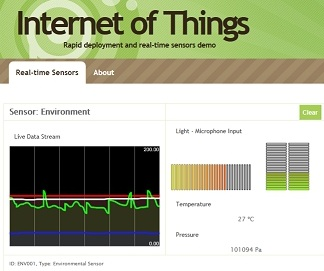 Internet of Things
Rapid deployment and real-time sensors demo
Real-time Sensors
About
Sensor: Environment
Clear
Live Data Stream
Light - Microphone Input
200.00
0.00
Temperature
27 °C
Pressure
101094 Pa
ID: ENV001, Type: Environmental Sensor